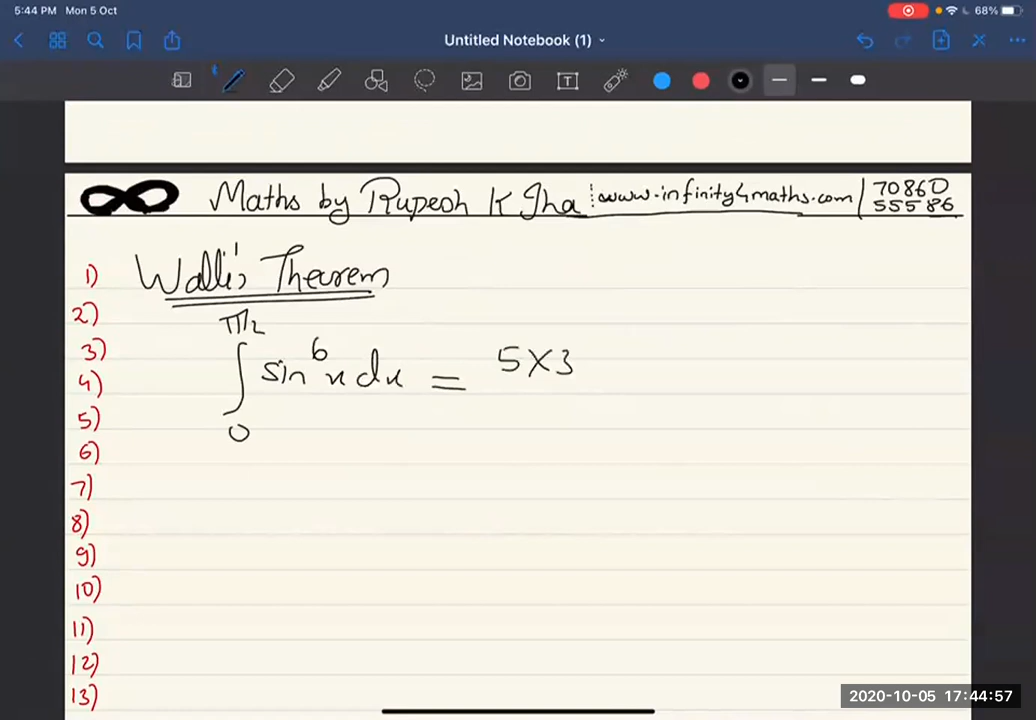 5:44 PM Mon 5 Oct
68%
Untitled Notebook (1)
Maths by Rupesh K Jha www.infinity4maths.com / 70860 55586
1) Walli's Theorem
2)
3)
4)
π/2
∫ sin⁶x dx = 5×3
0
5)
6)
7)
8)
9)
10)
11)
12)
13)
2020-10-05 17:44:57